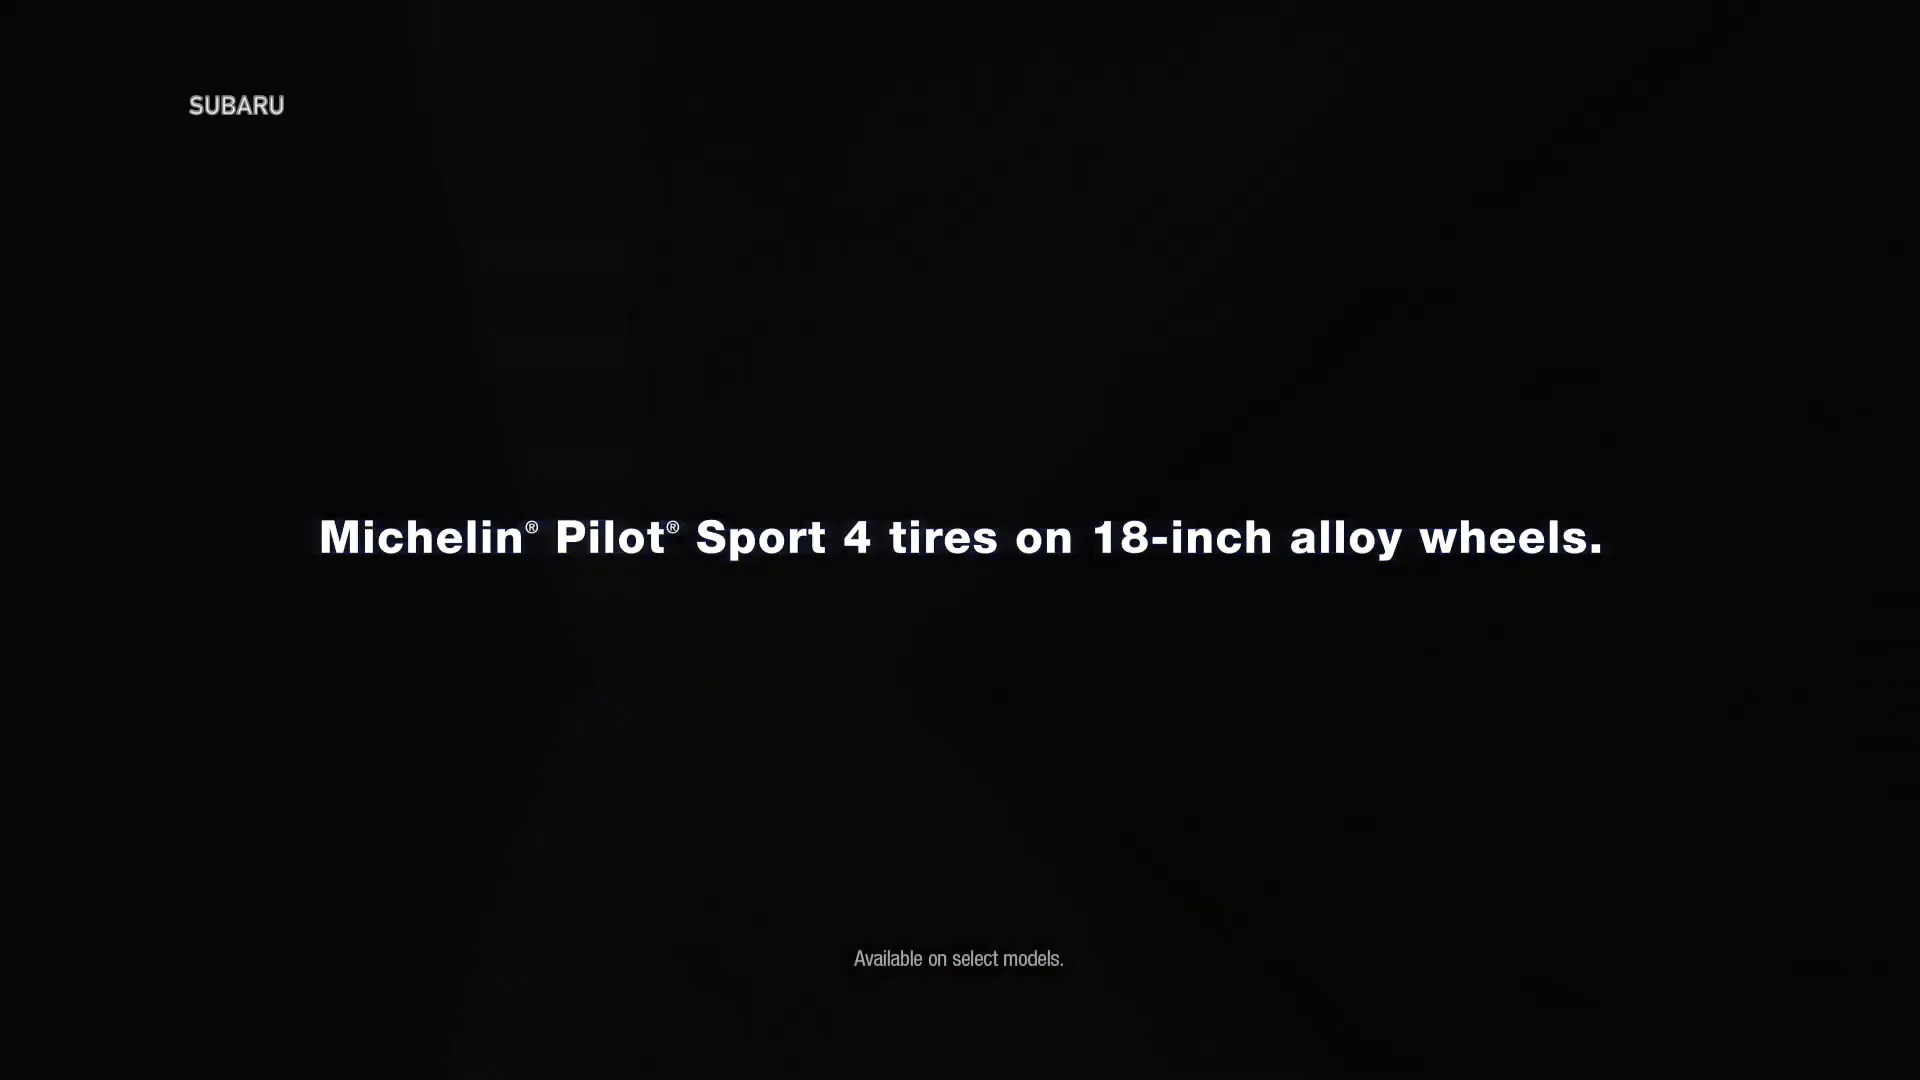 SUBARU
Michelin® Pilot® Sport 4 tires on 18-inch alloy wheels.
Available on select models.